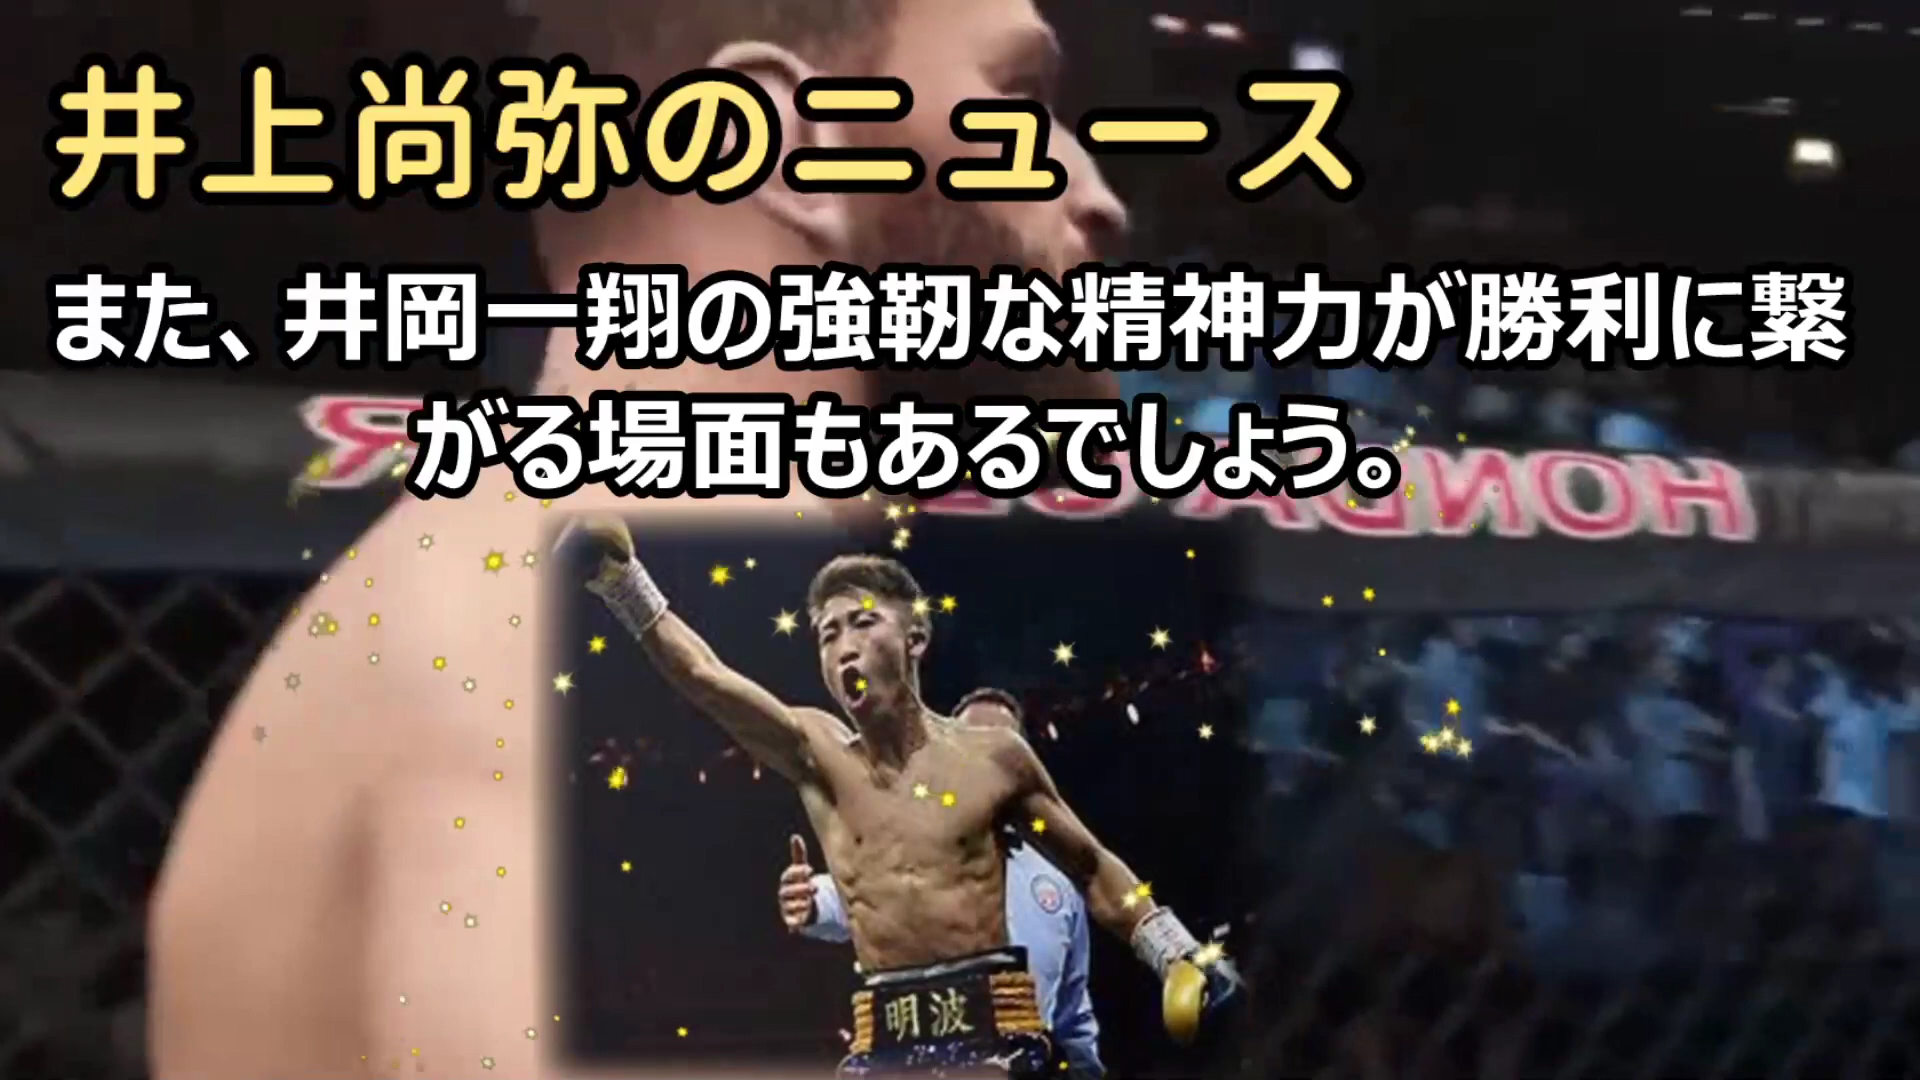 井上尚弥のニュース
また、井岡一翔の強靭な精神力が勝利に繋
がる場面もあるでしょう。
HONDA CE
R
明波